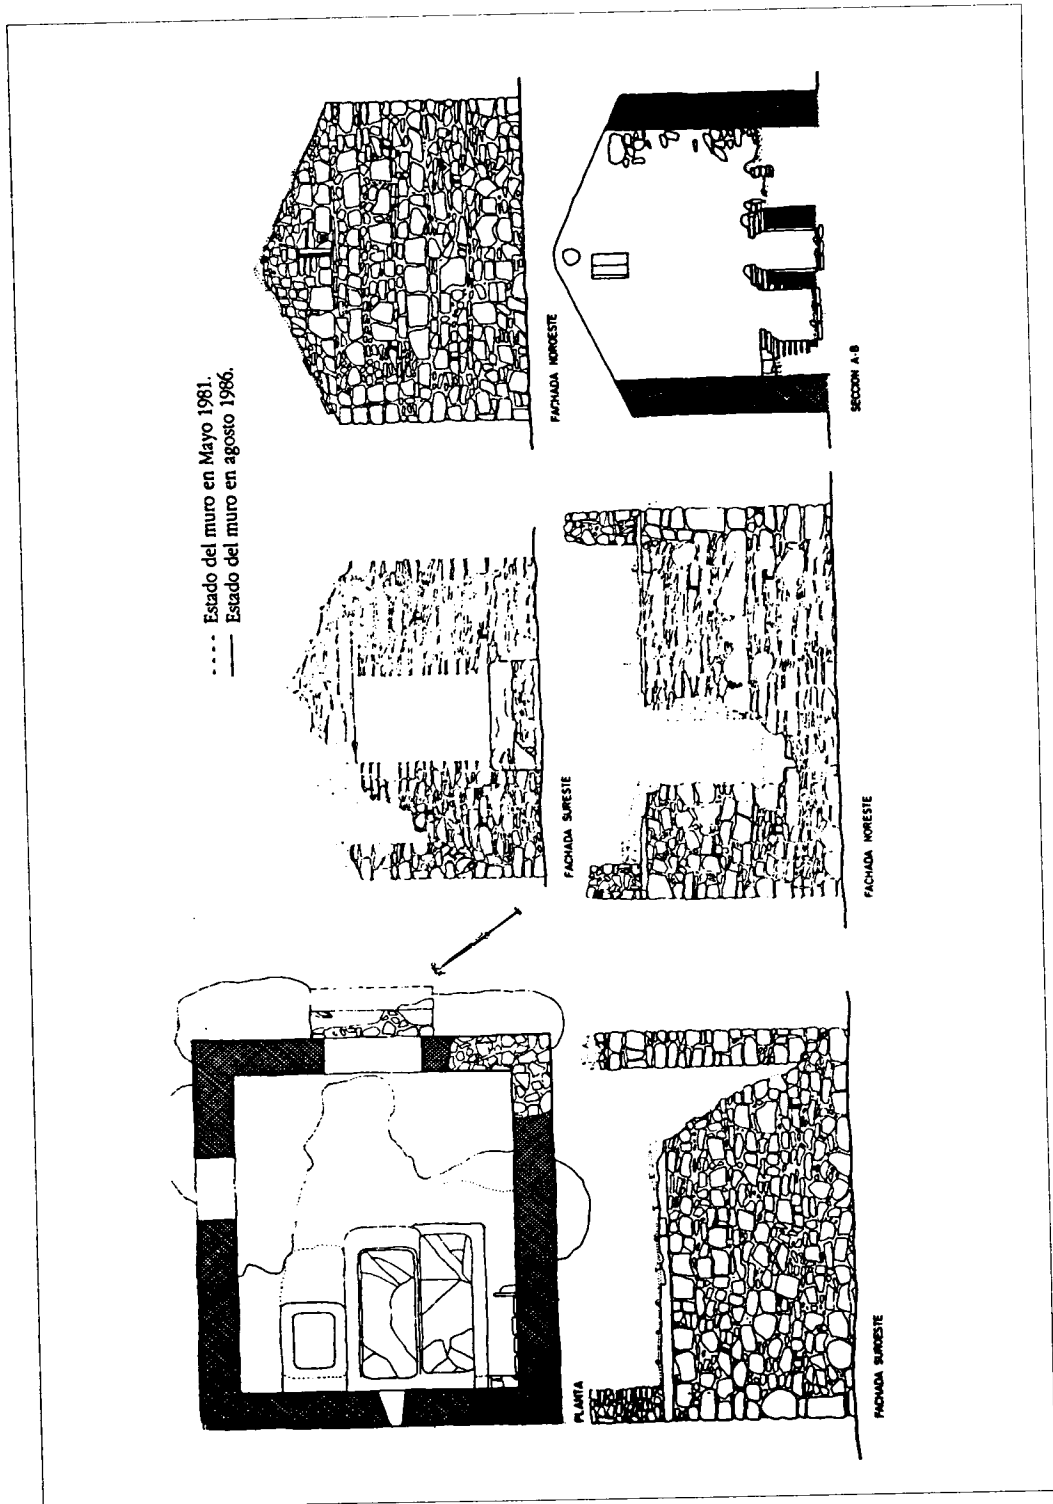 .... Estado del muro en Mayo 1981.
—— Estado del muro en agosto 1986.
PLANTA
FACHADA SURESTE
FACHADA NOROESTE
FACHADA SUROESTE
FACHADA NORESTE
SECCION A-B